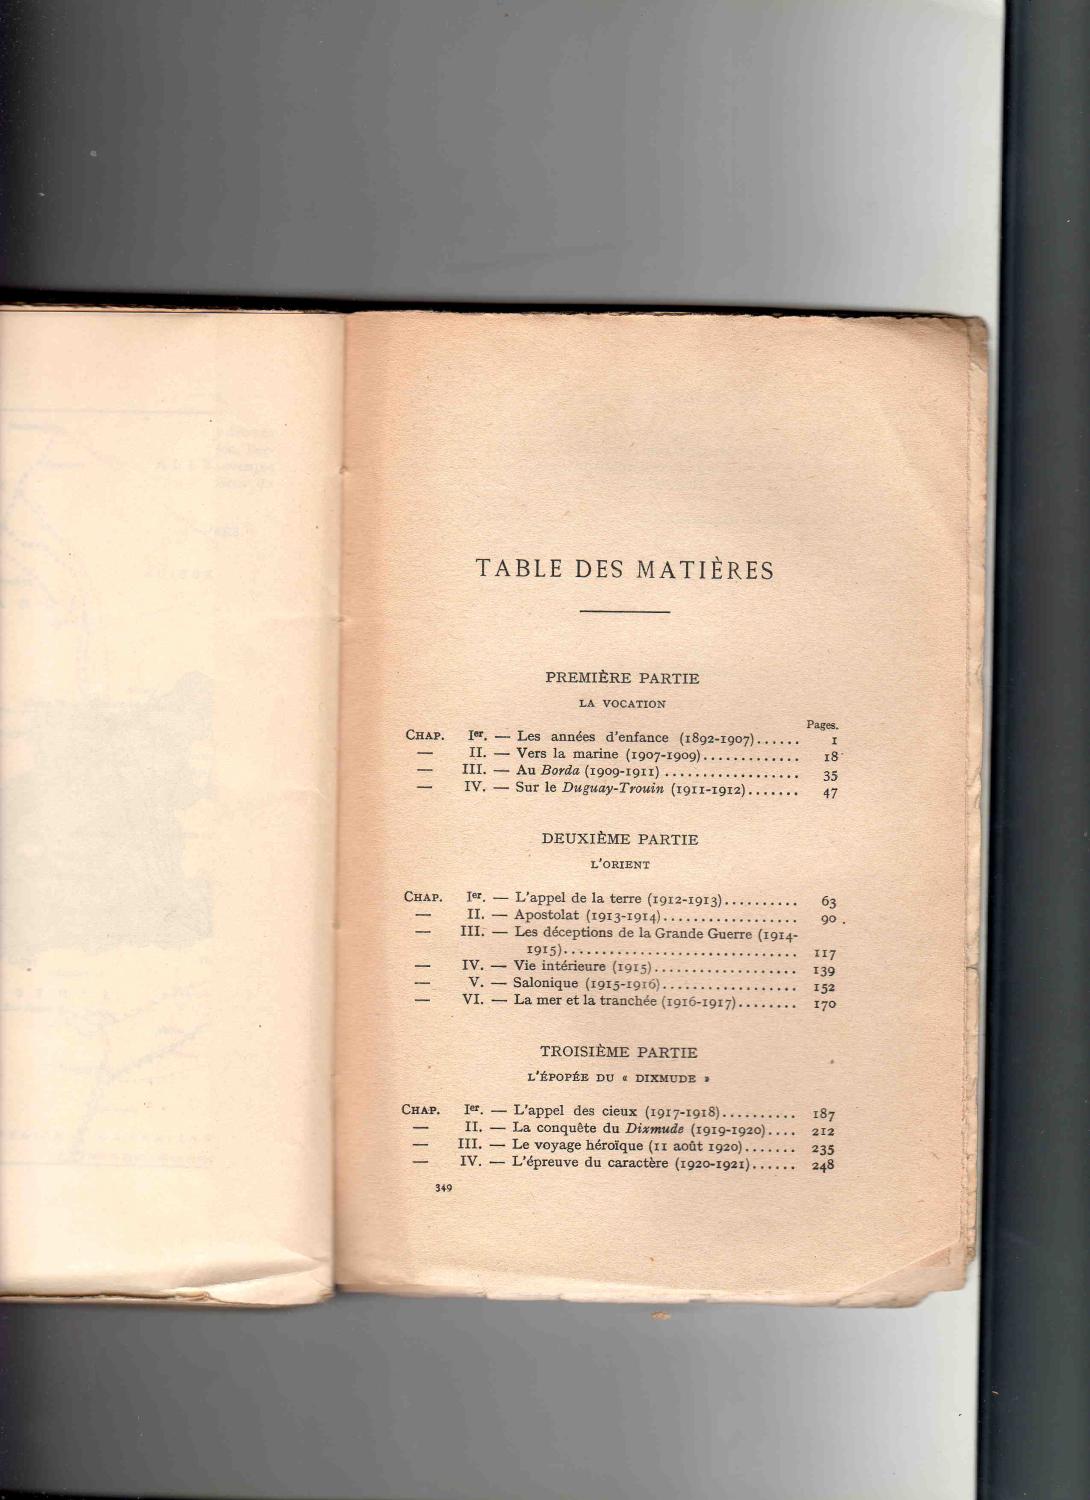 TABLE DES MATIÈRES
PREMIÈRE PARTIE
LA VOCATION
Pages.
CHAP. Ier. — Les années d'enfance (1892-1907)...... 1
— II. — Vers la marine (1907-1909)............. 18
— III. — Au Borda (1909-1911) .................. 35
— IV. — Sur le Duguay-Trouin (1911-1912)....... 47
DEUXIÈME PARTIE
L'ORIENT
CHAP. Ier. — L'appel de la terre (1912-1913).......... 63
— II. — Apostolat (1913-1914).................. 90
— III. — Les déceptions de la Grande Guerre (1914-
1915)............................... 117
— IV. — Vie intérieure (1915)................... 139
— V. — Salonique (1915-1916).................. 152
— VI. — La mer et la tranchée (1916-1917)........ 170
TROISIÈME PARTIE
L'ÉPOPÉE DU « DIXMUDE »
CHAP. Ier. — L'appel des cieux (1917-1918).......... 187
— II. — La conquête du Dixmude (1919-1920).... 212
— III. — Le voyage héroïque (11 août 1920)....... 235
— IV. — L'épreuve du caractère (1920-1921)...... 248
349